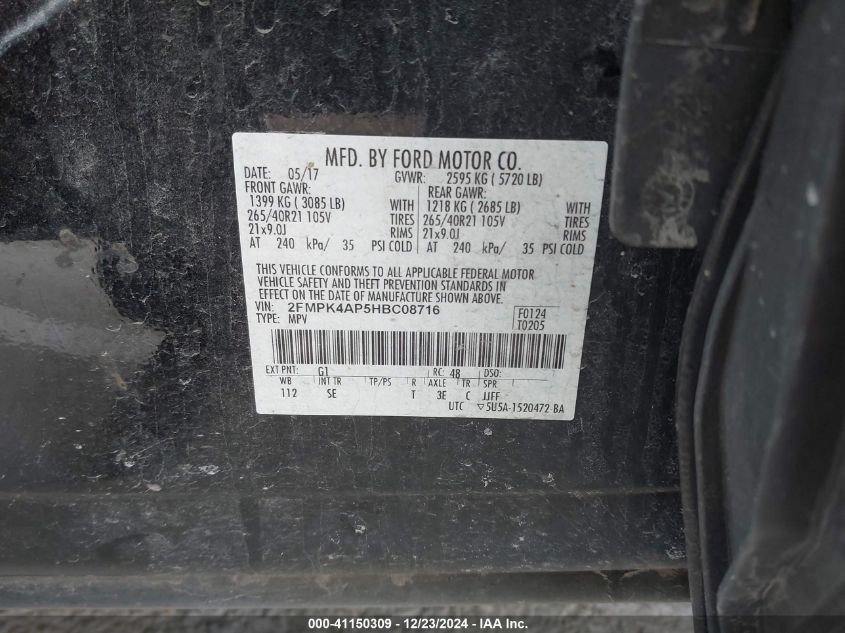 MFD. BY FORD MOTOR CO.
DATE: 05/17 GVWR: 2595 KG ( 5720 LB)
FRONT GAWR: REAR GAWR:
1399 KG ( 3085 LB) WITH 1218 KG ( 2685 LB) WITH
265/40R21 105V TIRES 265/40R21 105V TIRES
21x9.0J RIMS 21x9.0J RIMS
AT 240 kPa/ 35 PSI COLD AT 240 kPa/ 35 PSI COLD
THIS VEHICLE CONFORMS TO ALL APPLICABLE FEDERAL MOTOR
VEHICLE SAFETY AND THEFT PREVENTION STANDARDS IN
EFFECT ON THE DATE OF MANUFACTURE SHOWN ABOVE.
VIN: 2FMPK4AP5HBC08716 F0124
TYPE: MPV T0205
EXT PNT: G1 RC: 48 DSO:
WB INT TR TP/PS R AXLE TR SPR
112 SE T 3E C JJFF
UTC ▽5U5A-1520472-BA
000-41150309 - 12/23/2024 - IAA Inc.